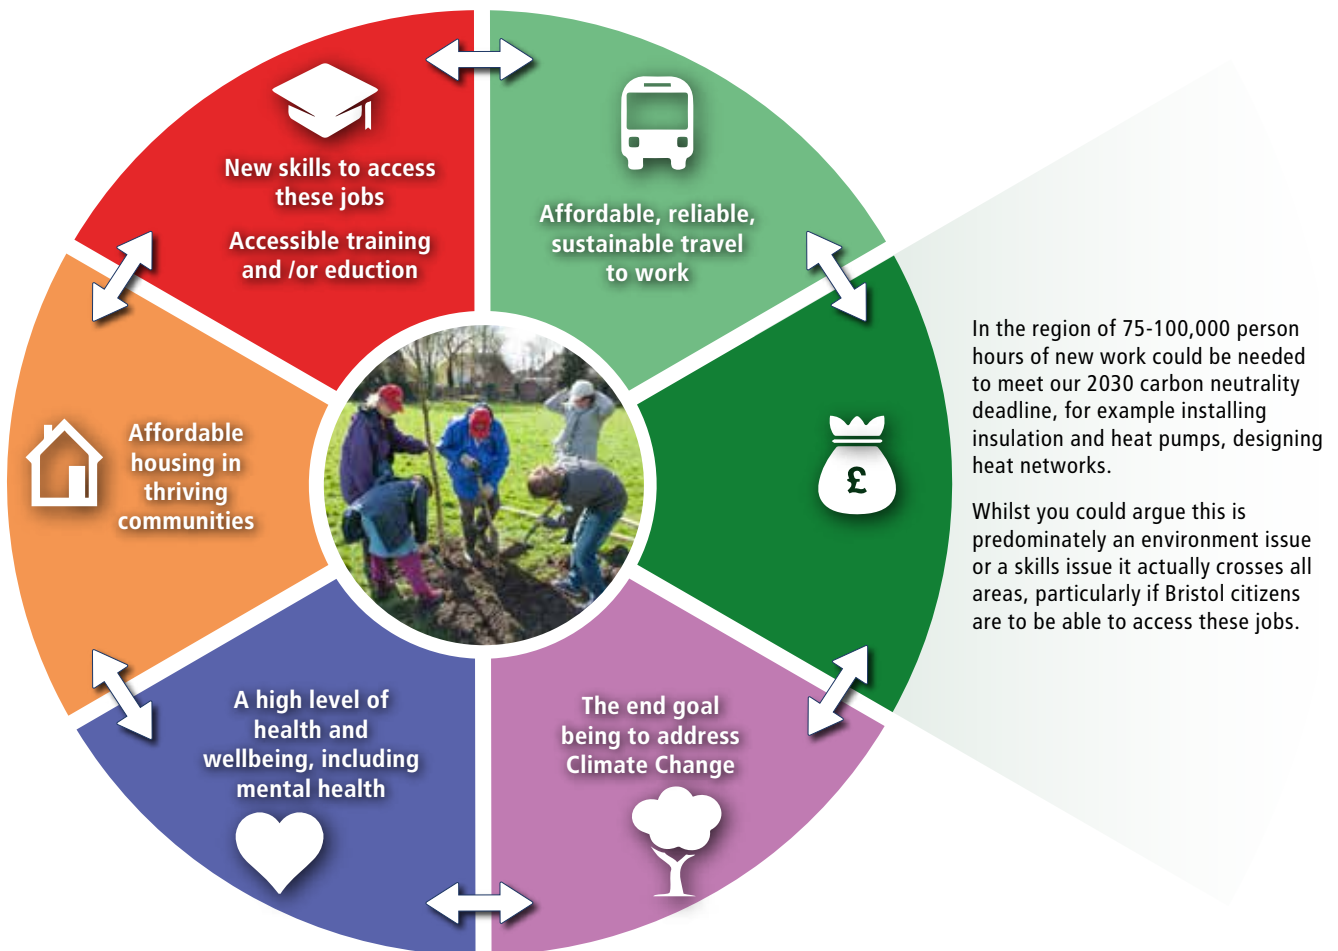 New skills to access
these jobs
Accessible training
and /or eduction
Affordable, reliable,
sustainable travel
to work
£
In the region of 75-100,000 person
hours of new work could be needed
to meet our 2030 carbon neutrality
deadline, for example installing
insulation and heat pumps, designing
heat networks.
Whilst you could argue this is
predominately an environment issue
or a skills issue it actually crosses all
areas, particularly if Bristol citizens
are to be able to access these jobs.
Affordable
housing in
thriving
communities
A high level of
health and
wellbeing, including
mental health
The end goal
being to address
Climate Change